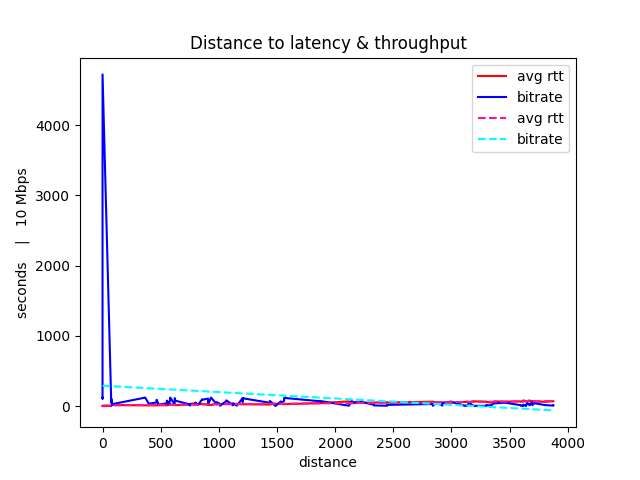 Distance to latency & throughput
avg rtt
bitrate
avg rtt
bitrate
seconds | 10 Mbps
4000
3000
2000
1000
0
0 500 1000 1500 2000 2500 3000 3500 4000
distance